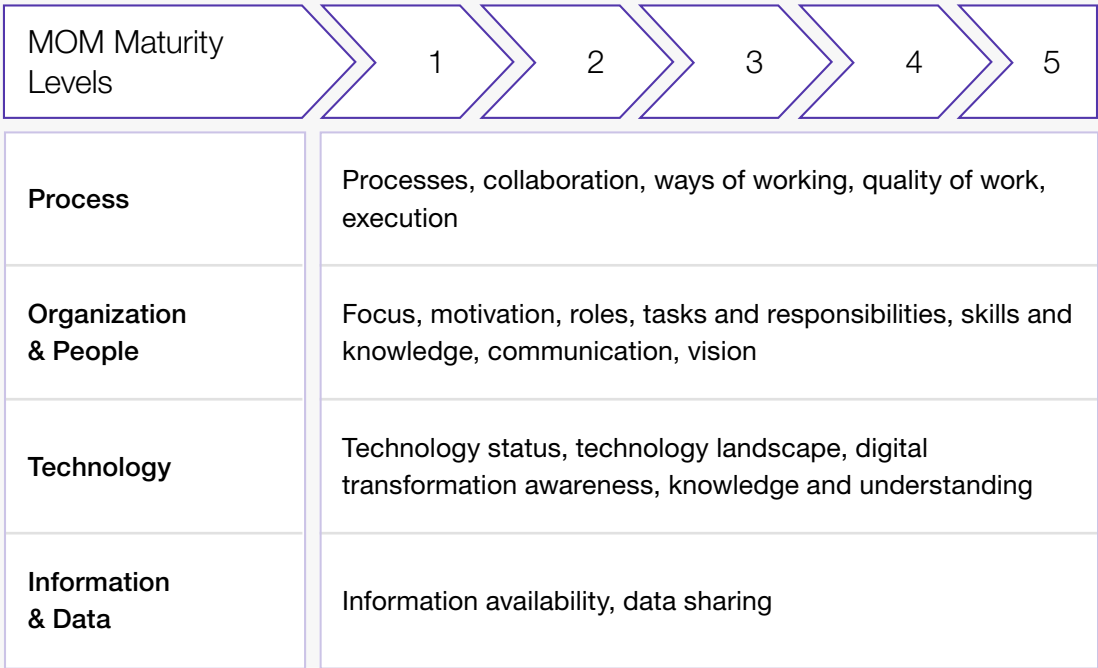 MOM Maturity
Levels
1
2
3
4
5
Process
Processes, collaboration, ways of working, quality of work,
execution
Organization
& People
Focus, motivation, roles, tasks and responsibilities, skills and
knowledge, communication, vision
Technology
Technology status, technology landscape, digital
transformation awareness, knowledge and understanding
Information
& Data
Information availability, data sharing